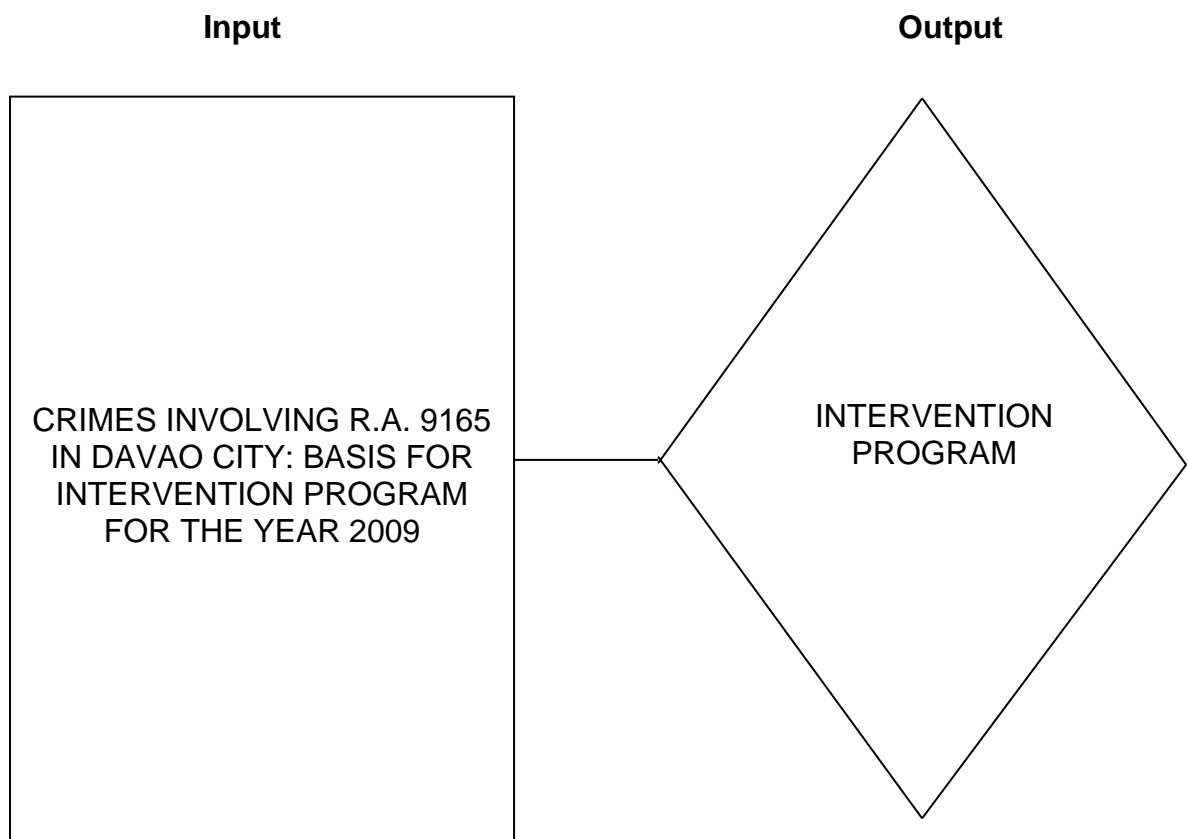 Input
Output
CRIMES INVOLVING R.A. 9165
IN DAVAO CITY: BASIS FOR
INTERVENTION PROGRAM
FOR THE YEAR 2009
INTERVENTION
PROGRAM